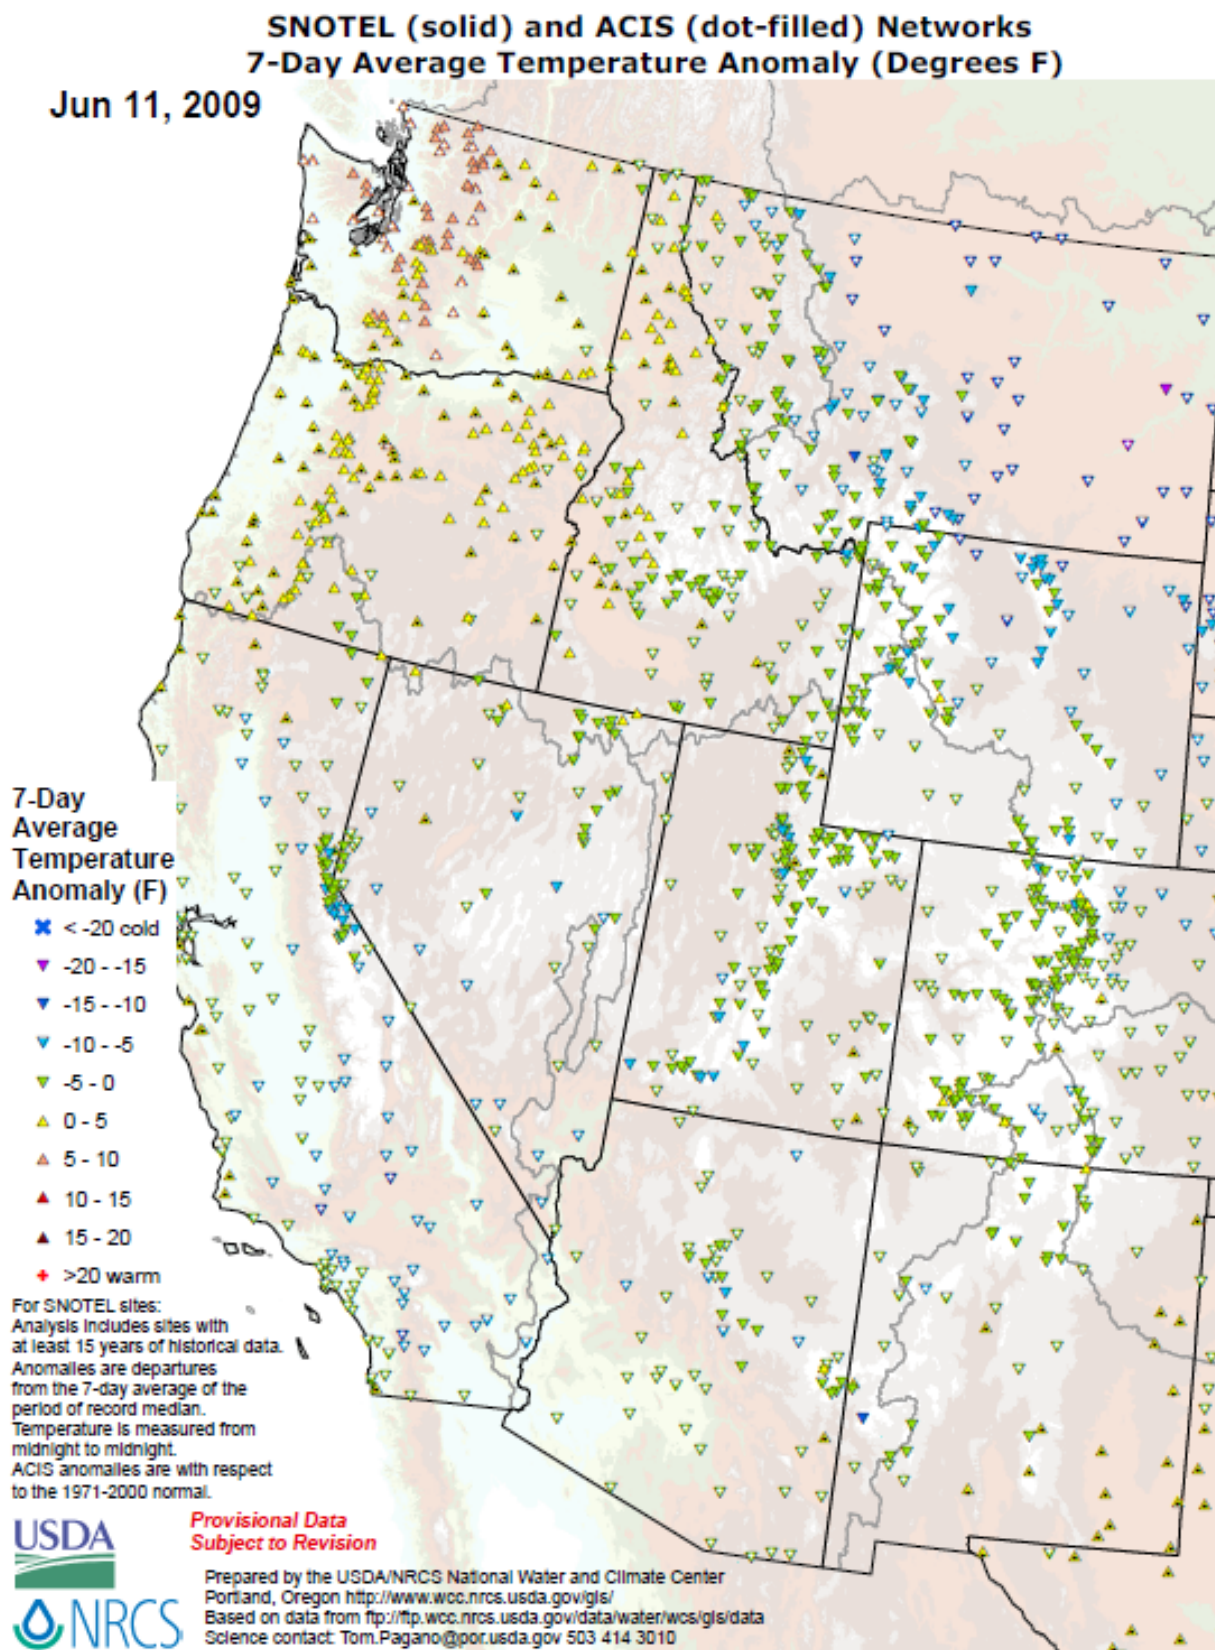 SNOTEL (solid) and ACIS (dot-filled) Networks
7-Day Average Temperature Anomaly (Degrees F)
Jun 11, 2009
7-Day
Average
Temperature
Anomaly (F)
< -20 cold
-20 - -15
-15 - -10
-10 - -5
-5 - 0
0 - 5
5 - 10
10 - 15
15 - 20
>20 warm
For SNOTEL sites:
Analysis includes sites with
at least 15 years of historical data.
Anomalies are departures
from the 7-day average of the
period of record median.
Temperature is measured from
midnight to midnight.
ACIS anomalies are with respect
to the 1971-2000 normal.
USDA
NRCS
Provisional Data
Subject to Revision
Prepared by the USDA/NRCS National Water and Climate Center
Portland, Oregon http://www.wcc.nrcs.usda.gov/gis/
Based on data from ftp://ftp.wcc.nrcs.usda.gov/data/water/wcs/gis/data
Science contact: Tom.Pagano@por.usda.gov 503 414 3010